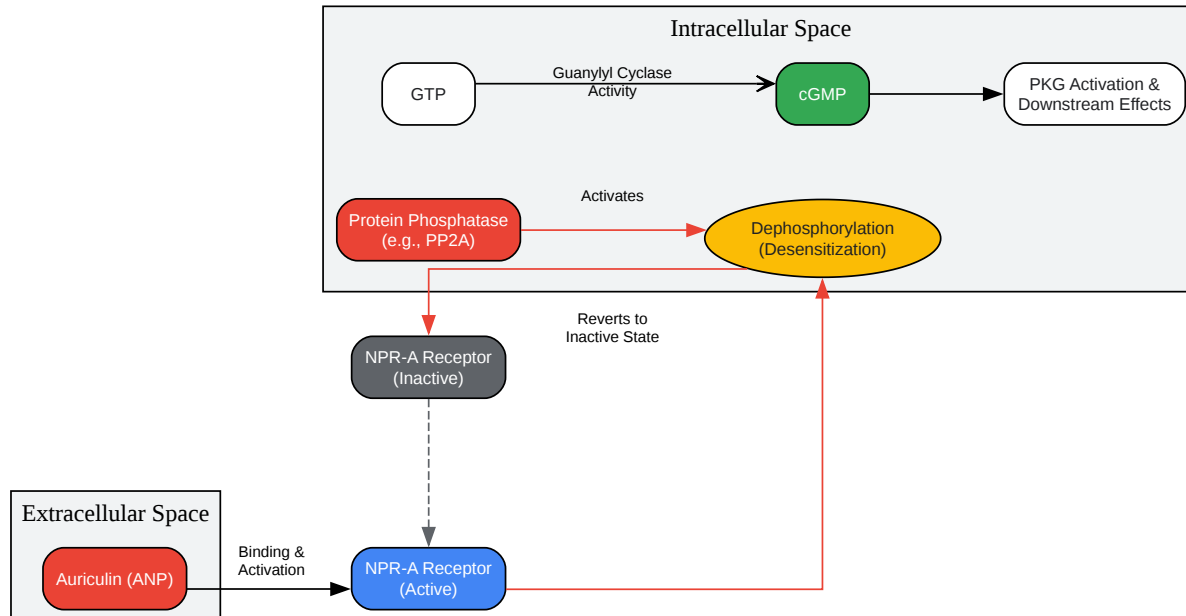 Intracellular Space
GTP
Guanylyl Cyclase
Activity
cGMP
PKG Activation &
Downstream Effects
Activates
Protein Phosphatase
(e.g., PP2A)
Dephosphorylation
(Desensitization)
Reverts to
Inactive State
NPR-A Receptor
(Inactive)
Extracellular Space
Auriculin (ANP)
Binding &
Activation
NPR-A Receptor
(Active)